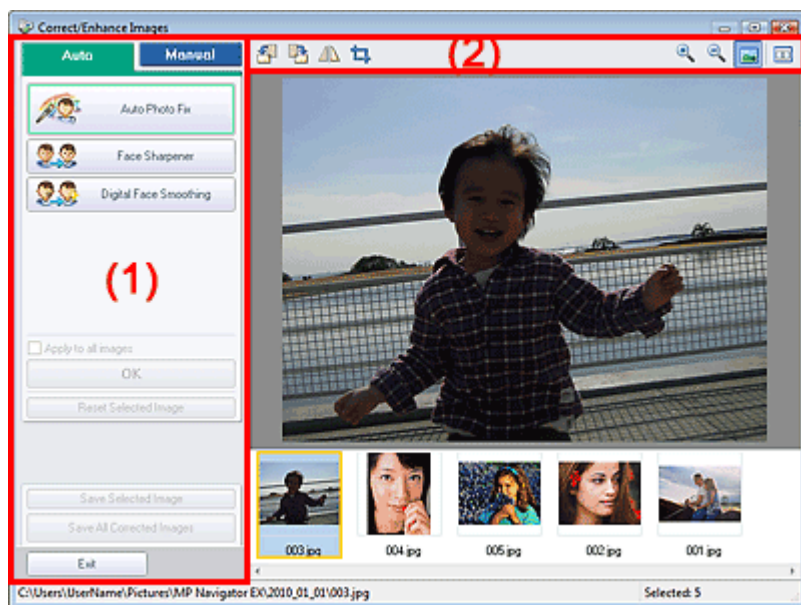 Correct/Enhance Images
Auto
Manual
(2)
Auto Photo Fix
Face Sharpener
Digital Face Smoothing
(1)
Apply to all images
OK
Reset Selected Image
Save Selected Image
Save All Corrected Images
Exit
003.jpg
004.jpg
005.jpg
002.jpg
001.jpg
C:\Users\UserName\Pictures\MP Navigator EX\2010_01_01\003.jpg
Selected: 5